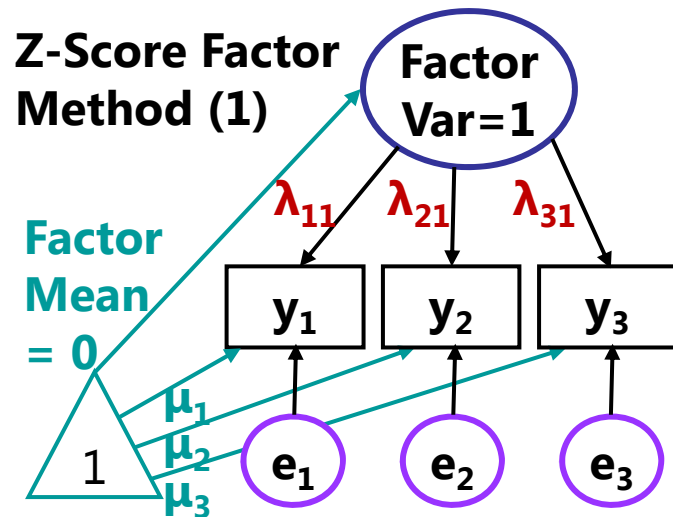 Z-Score Factor
Method (1)
Factor
Var=1
λ₁₁
λ₂₁
λ₃₁
Factor
Mean
= 0
y₁
y₂
y₃
μ₁
μ₂
μ₃
1
e₁
e₂
e₃